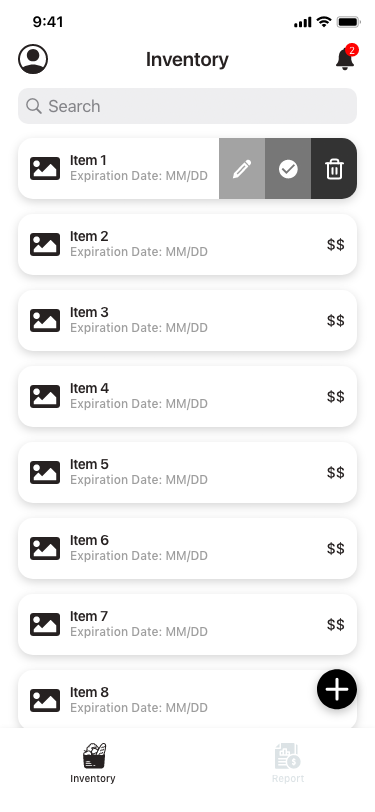 9:41
Inventory
2
Search
Item 1
Expiration Date: MM/DD
Item 2
Expiration Date: MM/DD
$$
Item 3
Expiration Date: MM/DD
$$
Item 4
Expiration Date: MM/DD
$$
Item 5
Expiration Date: MM/DD
$$
Item 6
Expiration Date: MM/DD
$$
Item 7
Expiration Date: MM/DD
$$
Item 8
Expiration Date: MM/DD
Inventory
Report